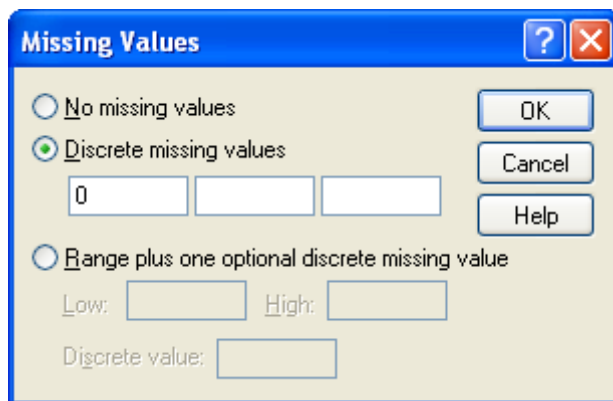 Missing Values
No missing values
OK
Discrete missing values
Cancel
0
Help
Range plus one optional discrete missing value
Low: High:
Discrete value: